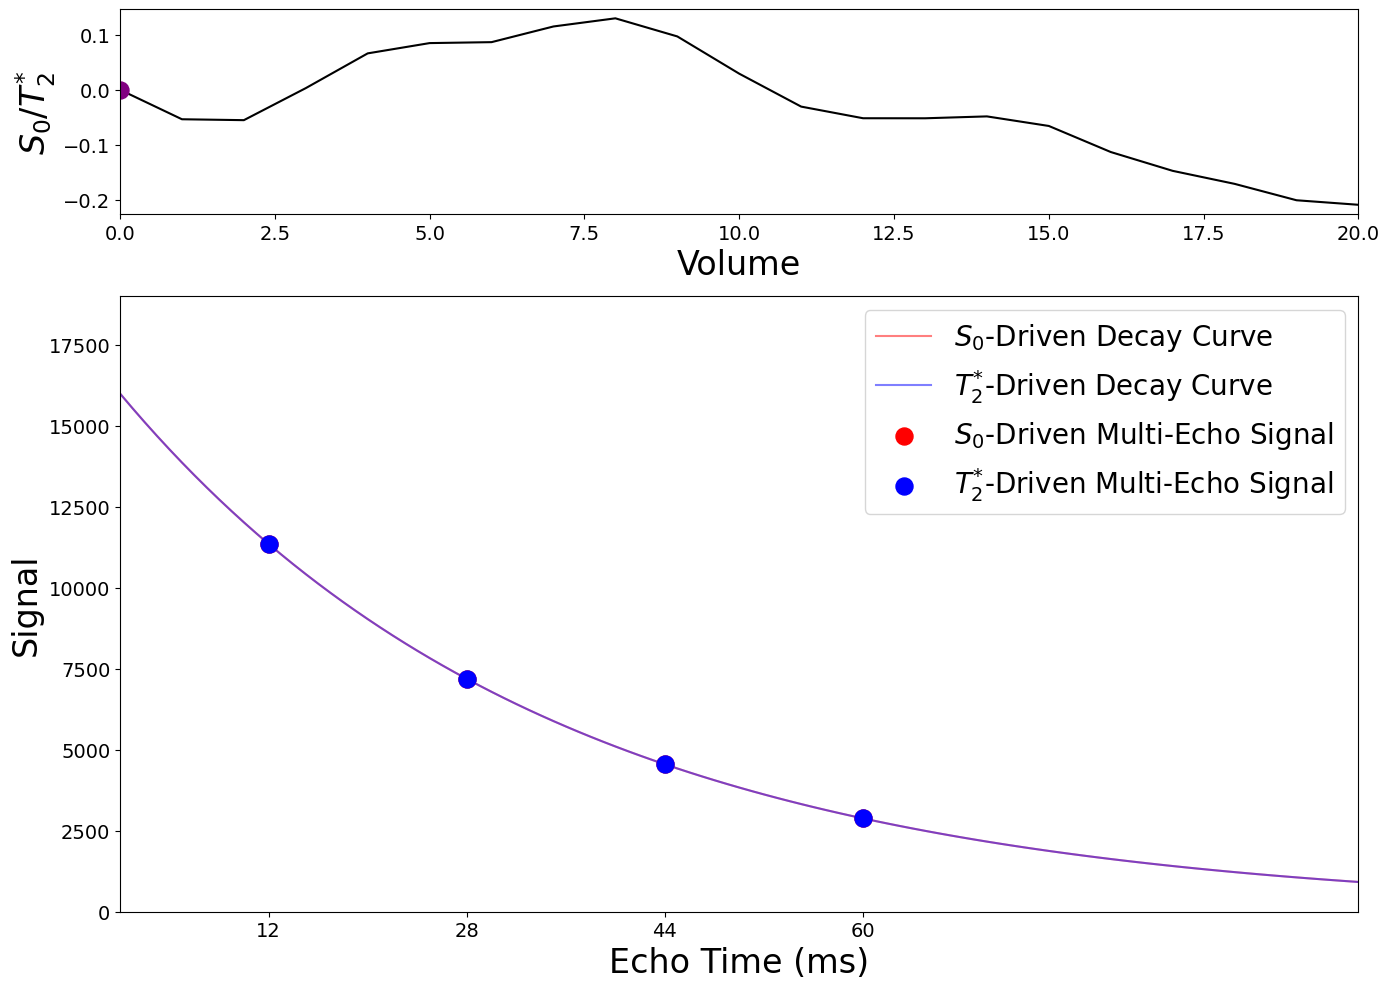 S₀/T₂*
0.1
0.0
−0.1
−0.2
0.0 2.5 5.0 7.5 10.0 12.5 15.0 17.5 20.0
Volume
Signal
17500
15000
12500
10000
7500
5000
2500
0
S₀-Driven Decay Curve
T₂*-Driven Decay Curve
S₀-Driven Multi-Echo Signal
T₂*-Driven Multi-Echo Signal
12 28 44 60
Echo Time (ms)